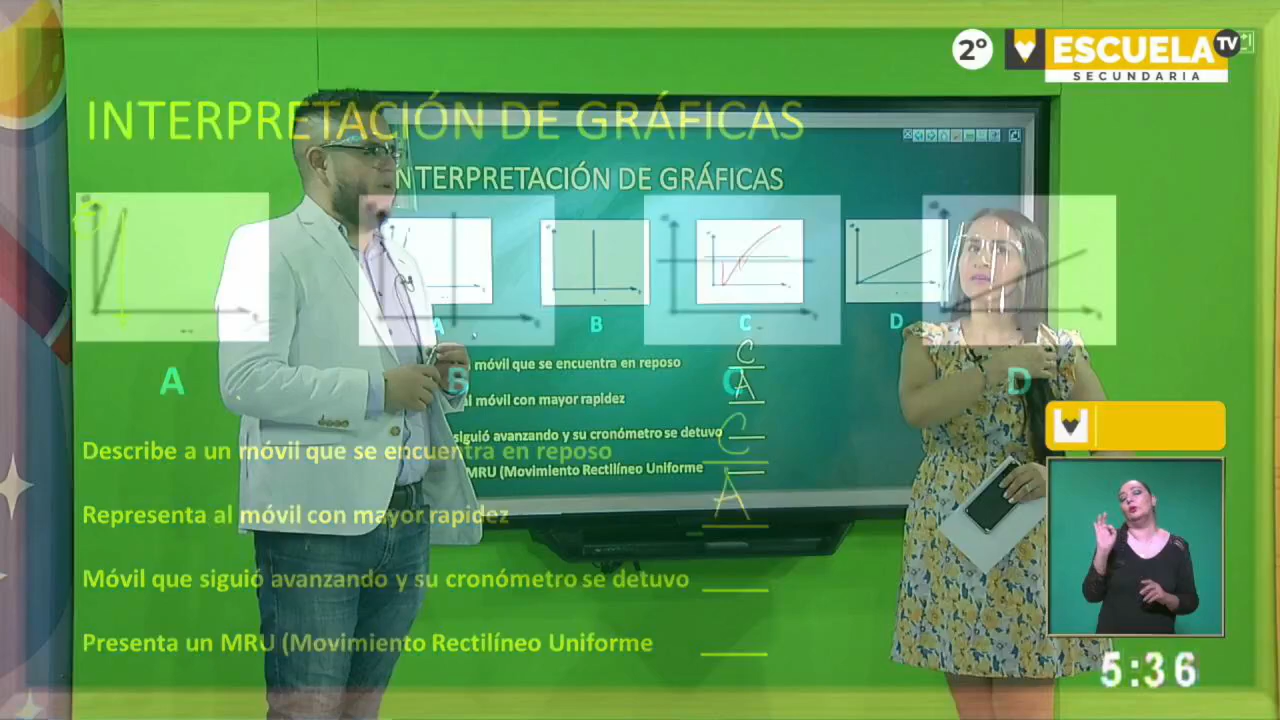 2º
ESCUELA TV
SECUNDARIA
INTERPRETACIÓN DE GRÁFICAS
NTERPRETACIÓN DE GRÁFICAS
A
B
C
D
móvil que se encuentra en reposo
C
al móvil con mayor rapidez
A
siguió avanzando y su cronómetro se detuvo
MRU (Movimiento Rectilíneo Uniforme
A
B
C
D
Describe a un móvil que se encuentra en reposo
C
Representa al móvil con mayor rapidez
A
Móvil que siguió avanzando y su cronómetro se detuvo
Presenta un MRU (Movimiento Rectilíneo Uniforme
5:36